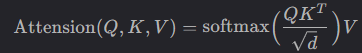 Attension(Q, K, V) = softmax(QK^T / √d)V